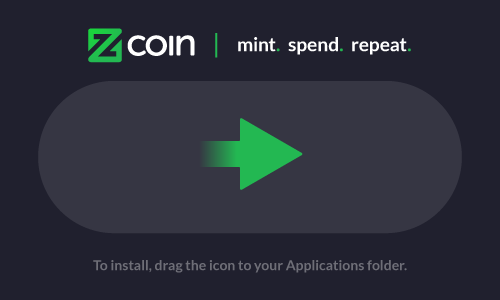 Zcoin | mint. spend. repeat.
To install, drag the icon to your Applications folder.